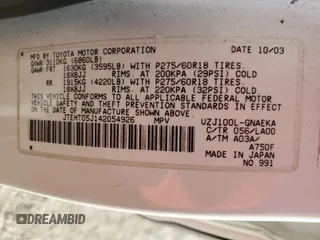 MFD. BY TOYOTA MOTOR CORPORATION DATE 10/03
GVWR 3110KG (6860LB)
GAWR FRT 1630KG (3595LB) WITH P275/60R18 TIRES.
18X8JJ RIMS. AT 200KPA (29PSI) COLD
RR 1915KG (4220LB) WITH P275/60R18 TIRES.
18X8JJ RIMS. AT 220KPA (32PSI) COLD
THIS VEHICLE CONFORMS TO ALL APPLICABLE
FEDERAL MOTOR VEHICLE SAFETY
STANDARDS IN EFFECT ON THE DATE OF
MANUFACTURE SHOWN ABOVE.
JTEHT05J142054926 MPV UZJ100L-GNAEKA
C/TR 056/LA00
A/TM A03A/
A750F
MADE IN JAPAN
NO.991
DREAMBID